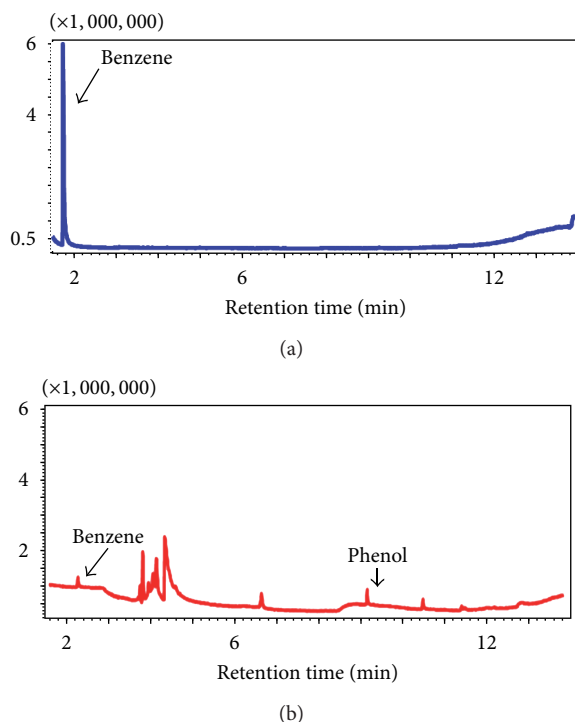 (×1, 000, 000)
6
Benzene
4
0.5
2 6 12
Retention time (min)
(a)
(×1, 000, 000)
6
4
2
Benzene
Phenol
2 6 12
Retention time (min)
(b)